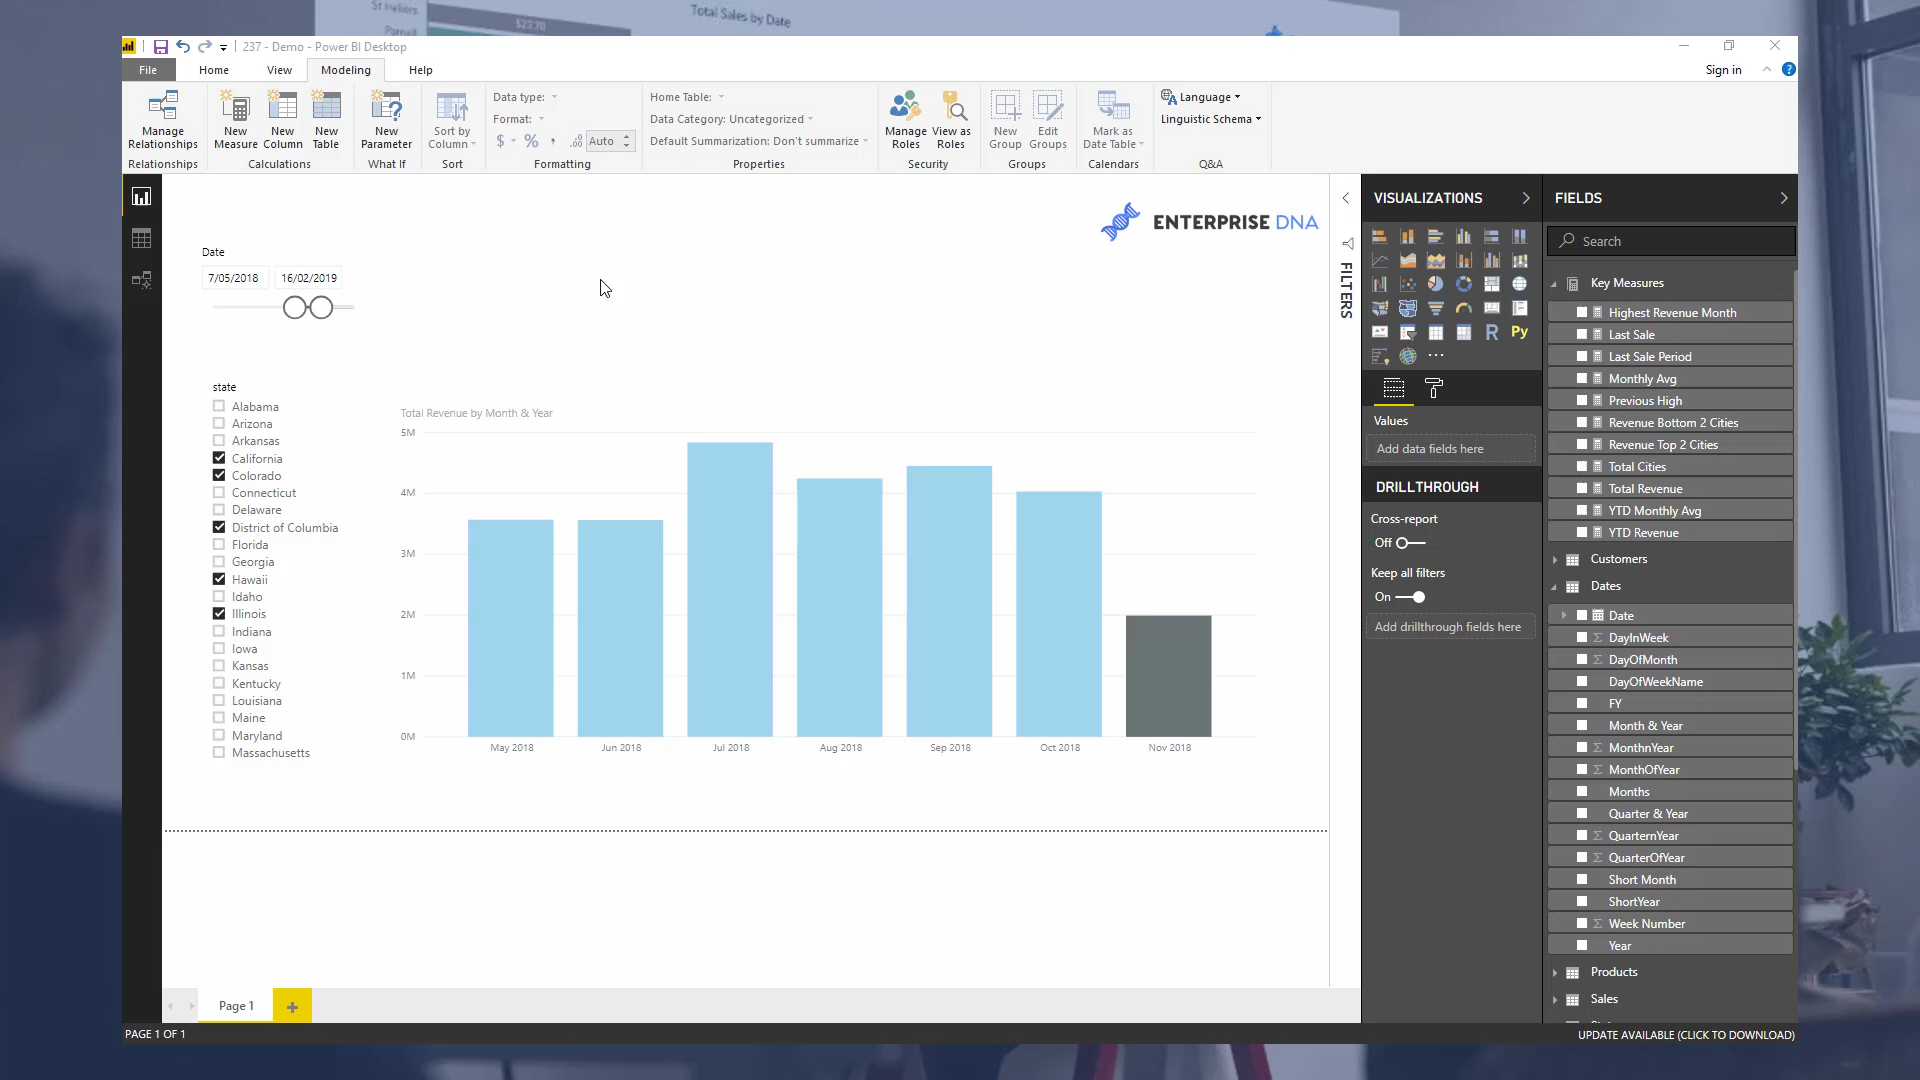 St Heliers
$27.70
Total Sales by Date
237 - Demo - Power BI Desktop
File
Home
View
Modeling
Help
Sign in
Manage Relationships
Relationships
New Measure
New Column
New Table
Calculations
New Parameter
What If
Sort by Column
Sort
Data type:
Format:
$ % , .00 Auto
Formatting
Home Table:
Data Category: Uncategorized
Default Summarization: Don't summarize
Properties
Manage Roles
View as Roles
Security
New Group
Edit Groups
Groups
Mark as Date Table
Calendars
Language
Linguistic Schema
Q&A
ENTERPRISE DNA
Date
7/05/2018
16/02/2019
state
Alabama
Arizona
Arkansas
California
Colorado
Connecticut
Delaware
District of Columbia
Florida
Georgia
Hawaii
Idaho
Illinois
Indiana
Iowa
Kansas
Kentucky
Louisiana
Maine
Maryland
Massachusetts
Total Revenue by Month & Year
5M
4M
3M
2M
1M
0M
May 2018
Jun 2018
Jul 2018
Aug 2018
Sep 2018
Oct 2018
Nov 2018
FILTERS
VISUALIZATIONS
R
Py
Values
Add data fields here
DRILLTHROUGH
Cross-report
Off
Keep all filters
On
Add drillthrough fields here
FIELDS
Search
Key Measures
Highest Revenue Month
Last Sale
Last Sale Period
Monthly Avg
Previous High
Revenue Bottom 2 Cities
Revenue Top 2 Cities
Total Cities
Total Revenue
YTD Monthly Avg
YTD Revenue
Customers
Dates
Date
DayInWeek
DayOfMonth
DayOfWeekName
FY
Month & Year
MonthnYear
MonthOfYear
Months
Quarter & Year
QuarternYear
QuarterOfYear
Short Month
ShortYear
Week Number
Year
Products
Sales
Page 1
PAGE 1 OF 1
UPDATE AVAILABLE (CLICK TO DOWNLOAD)